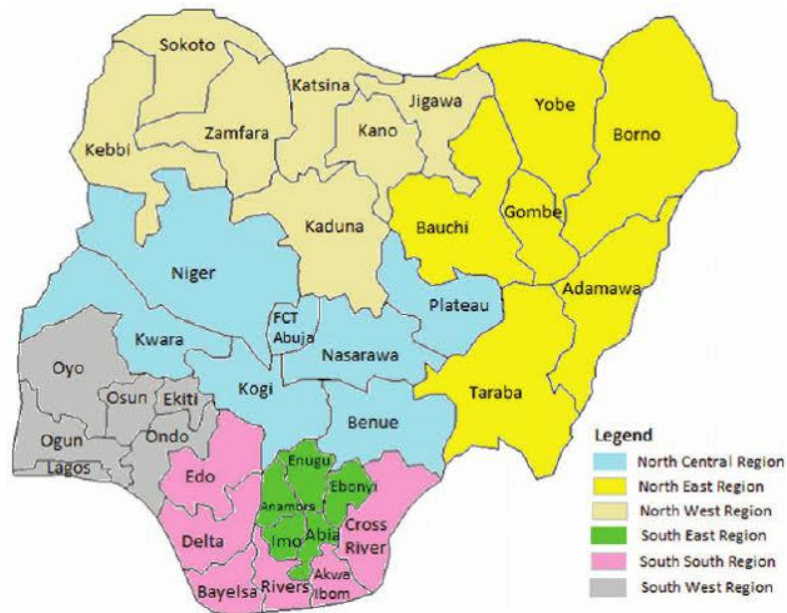 Sokoto
Katsina
Jigawa
Yobe
Borno
Zamfara
Kano
Kebbi
Kaduna
Bauchi
Gombe
Niger
Adamawa
Plateau
FCT
Abuja
Kwara
Nasarawa
Oyo
Kogi
Taraba
Osun
Ekiti
Benue
Ogun
Ondo
Lagos
Enugu
Edo
Ebonyi
Anambra
Cross
River
Delta
Imo
Abia
Bayelsa
Rivers
Akwa
Ibom
Legend
North Central Region
North East Region
North West Region
South East Region
South South Region
South West Region